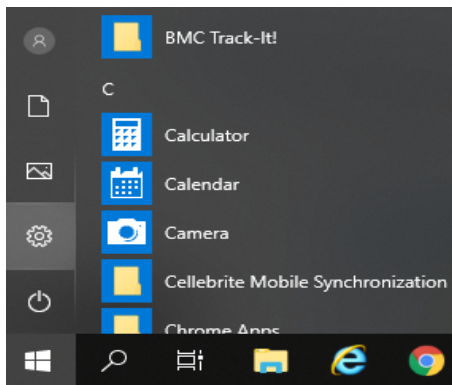 BMC Track-It!
C
Calculator
Calendar
Camera
Cellebrite Mobile Synchronization
Chrome Apps